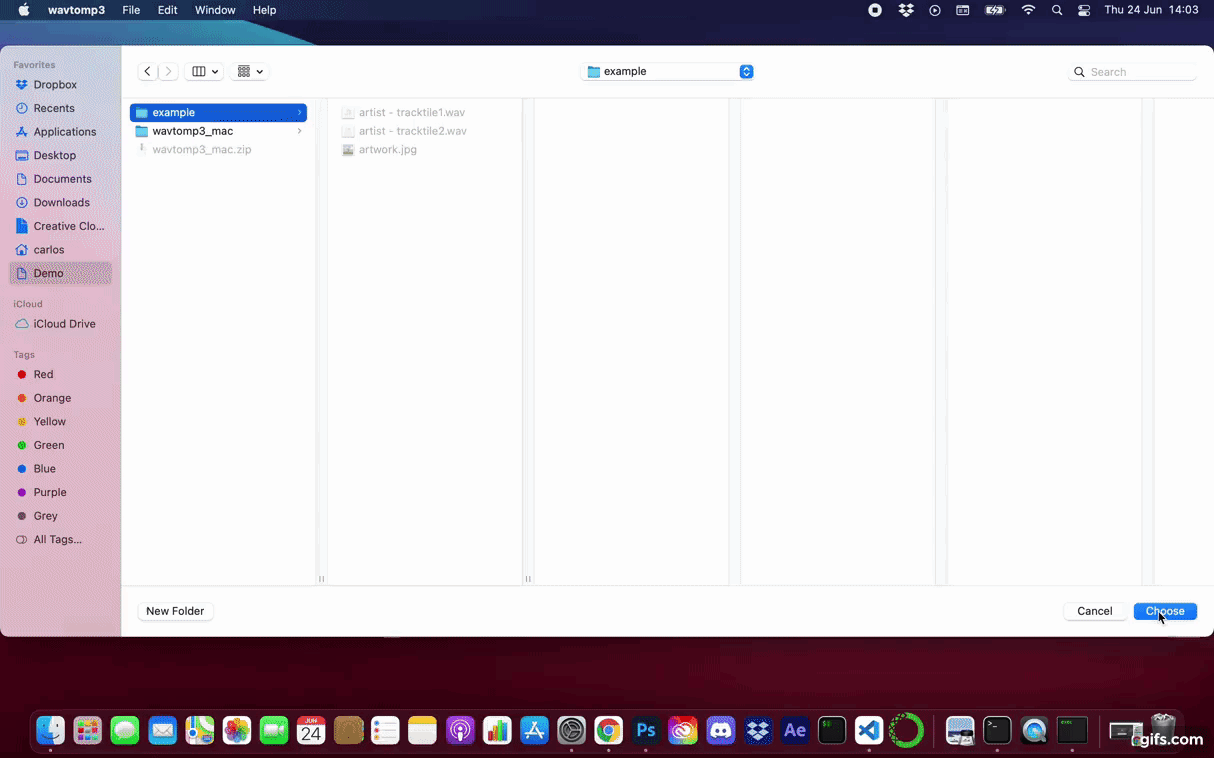 wavtomp3 File Edit Window Help Thu 24 Jun 14:03
Favorites
Dropbox
Recents
Applications
Desktop
Documents
Downloads
Creative Clo...
carlos
Demo
iCloud
iCloud Drive
Tags
Red
Orange
Yellow
Green
Blue
Purple
Grey
All Tags...
example
Search
example
wavtomp3_mac
wavtomp3_mac.zip
artist - tracktile1.wav
artist - tracktile2.wav
artwork.jpg
New Folder
Cancel
Choose
JUN
24
Ps
Ae
gifs.com